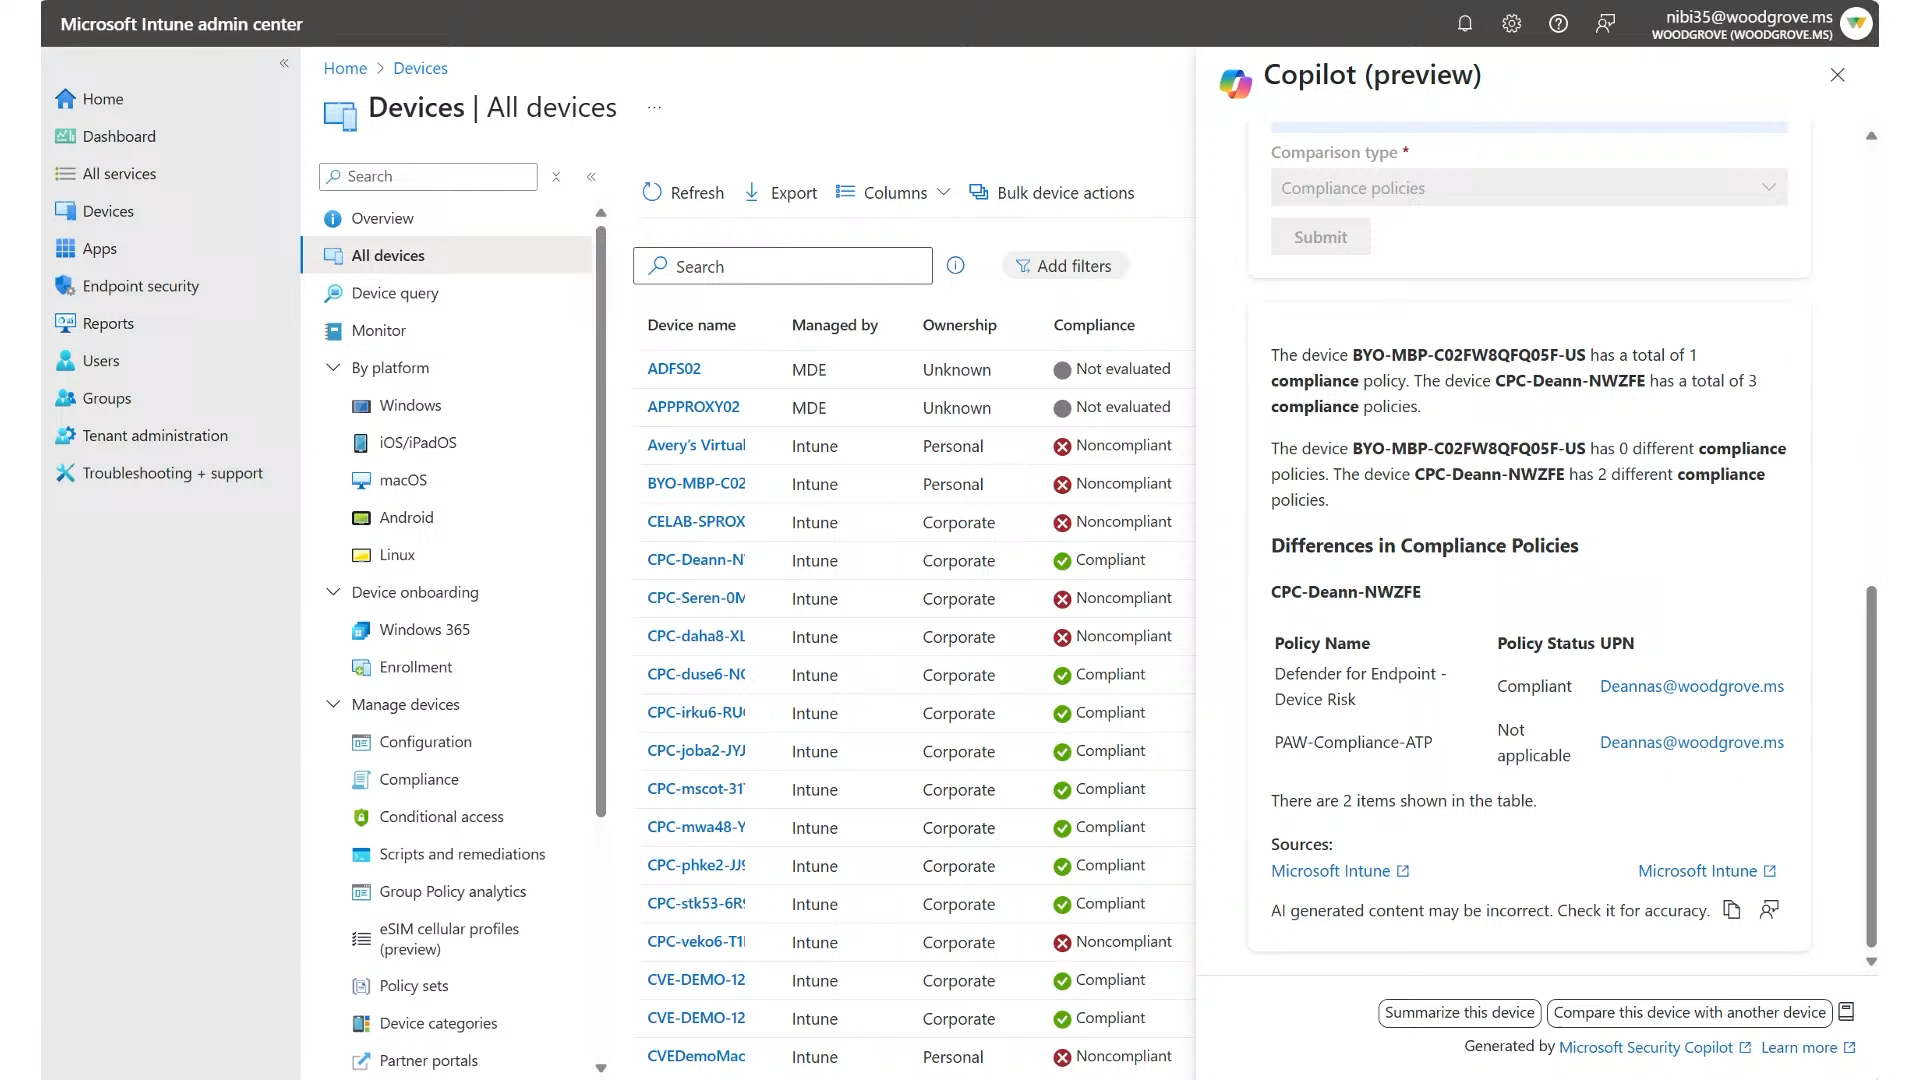 Microsoft Intune admin center
nibi35@woodgrove.ms
WOODGROVE (WOODGROVE.MS)
Home
Dashboard
All services
Devices
Apps
Endpoint security
Reports
Users
Groups
Tenant administration
Troubleshooting + support
Home > Devices
Devices | All devices ...
Search
Overview
All devices
Device query
Monitor
By platform
Windows
iOS/iPadOS
macOS
Android
Linux
Device onboarding
Windows 365
Enrollment
Manage devices
Configuration
Compliance
Conditional access
Scripts and remediations
Group Policy analytics
eSIM cellular profiles
(preview)
Policy sets
Device categories
Partner portals
Refresh Export Columns Bulk device actions
Search Add filters
Device name Managed by Ownership Compliance
ADFS02 MDE Unknown Not evaluated
APPPROXY02 MDE Unknown Not evaluated
Avery's Virtual Intune Personal Noncompliant
BYO-MBP-C02 Intune Personal Noncompliant
CELAB-SPROX Intune Corporate Noncompliant
CPC-Deann-N Intune Corporate Compliant
CPC-Seren-0M Intune Corporate Noncompliant
CPC-daha8-XL Intune Corporate Noncompliant
CPC-duse6-NC Intune Corporate Compliant
CPC-irku6-RU Intune Corporate Compliant
CPC-joba2-JYJ Intune Corporate Compliant
CPC-mscot-31 Intune Corporate Compliant
CPC-mwa48-Y Intune Corporate Compliant
CPC-phke2-JJ Intune Corporate Compliant
CPC-stk53-6R Intune Corporate Compliant
CPC-veko6-T1 Intune Corporate Noncompliant
CVE-DEMO-12 Intune Corporate Compliant
CVE-DEMO-12 Intune Corporate Compliant
CVEDemoMac Intune Personal Noncompliant
Copilot (preview)
Comparison type *
Compliance policies
Submit
The device BYO-MBP-C02FW8QFQ05F-US has a total of 1
compliance policy. The device CPC-Deann-NWZFE has a total of 3
compliance policies.
The device BYO-MBP-C02FW8QFQ05F-US has 0 different compliance
policies. The device CPC-Deann-NWZFE has 2 different compliance
policies.
Differences in Compliance Policies
CPC-Deann-NWZFE
Policy Name Policy Status UPN
Defender for Endpoint -
Device Risk Compliant Deannas@woodgrove.ms
PAW-Compliance-ATP Not
applicable Deannas@woodgrove.ms
There are 2 items shown in the table.
Sources:
Microsoft Intune Microsoft Intune
AI generated content may be incorrect. Check it for accuracy.
Summarize this device Compare this device with another device
Generated by Microsoft Security Copilot Learn more